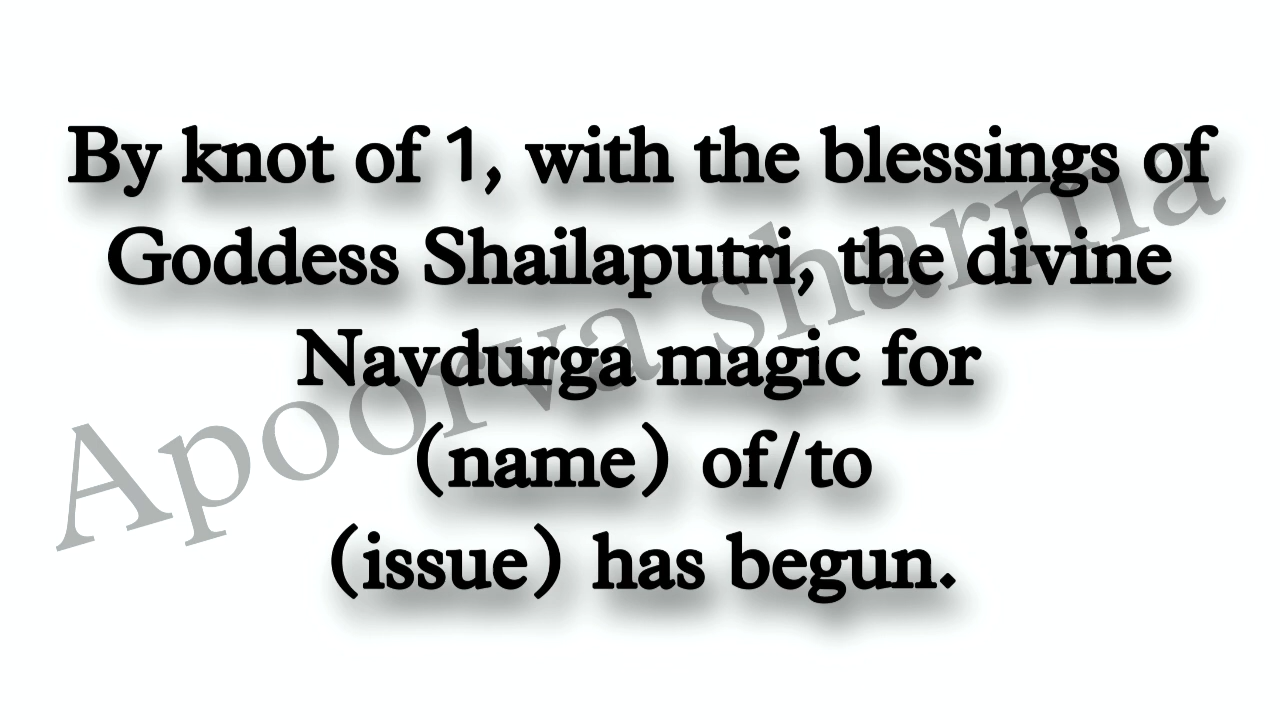 By knot of 1, with the blessings of
Goddess Shailaputri, the divine
Navdurga magic for
(name) of/to
(issue) has begun.
Apoorva sharma